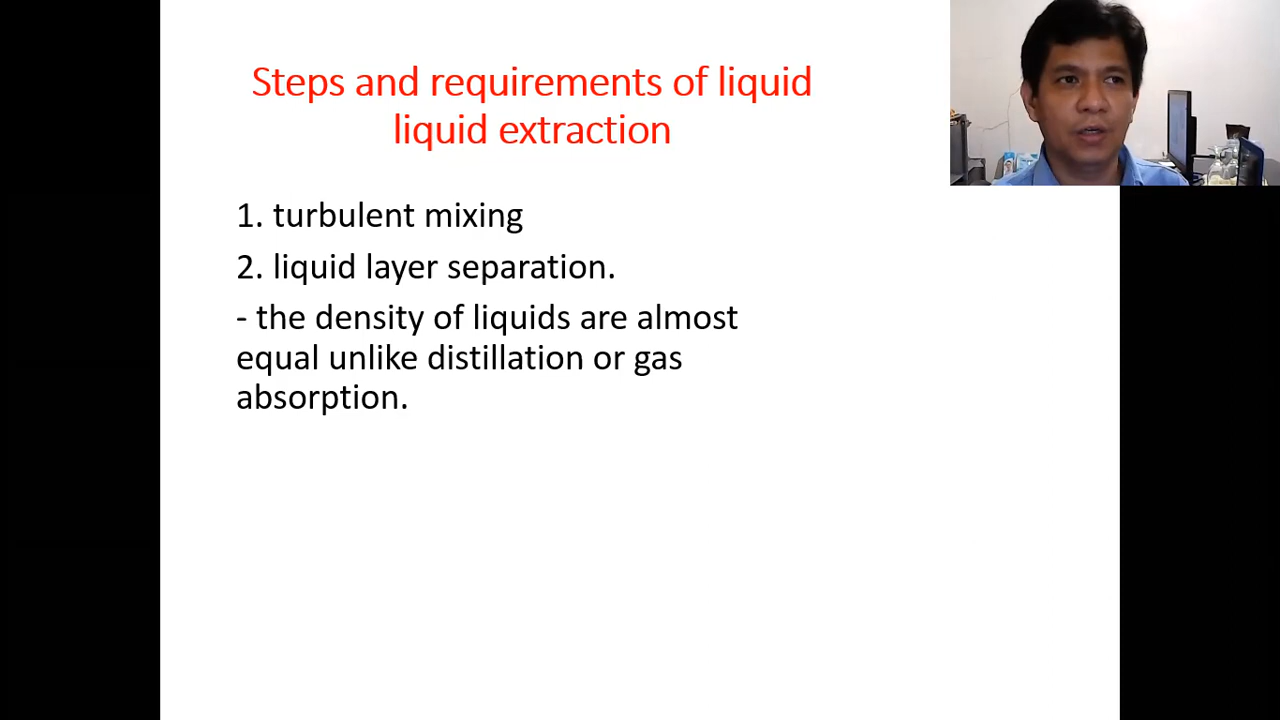 Steps and requirements of liquid
liquid extraction
1. turbulent mixing
2. liquid layer separation.
- the density of liquids are almost
equal unlike distillation or gas
absorption.